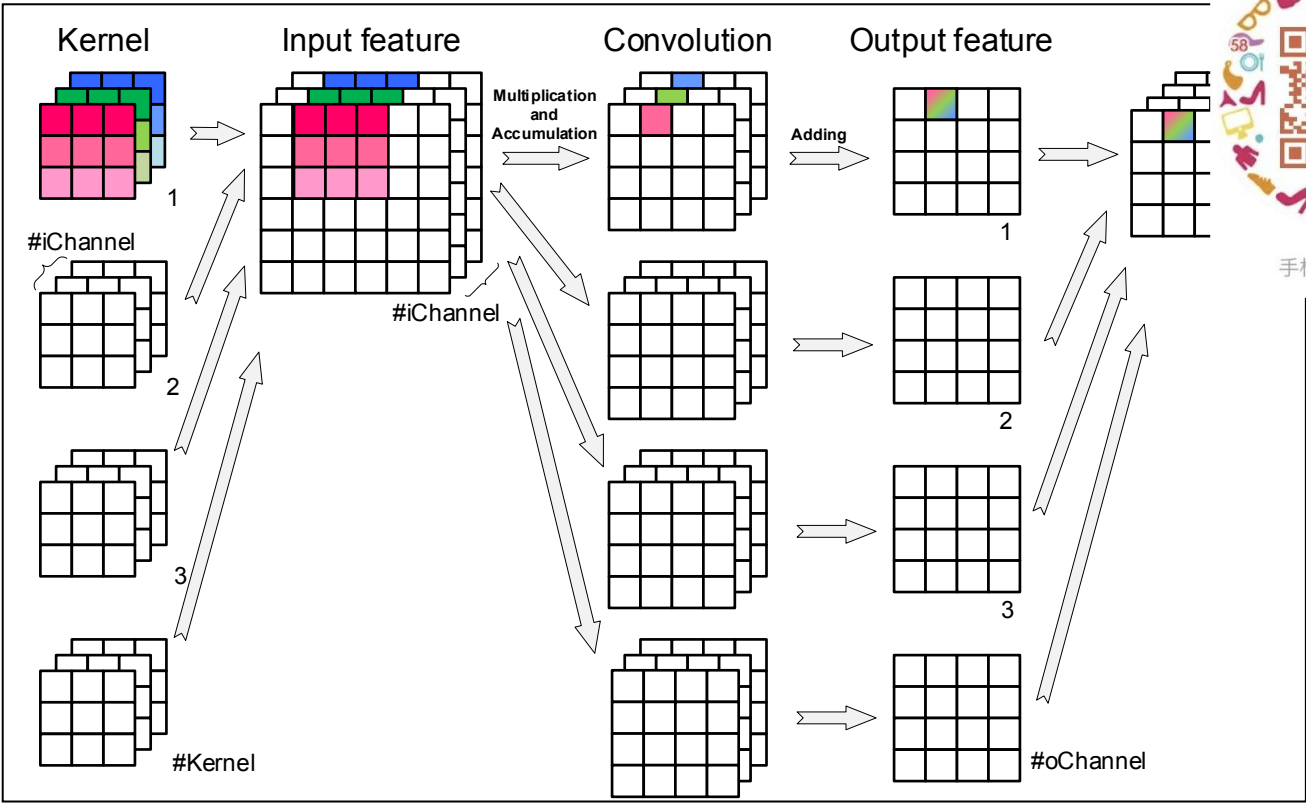 Kernel
Input feature
Convolution
Output feature
58
Multiplication
and
Accumulation
Adding
1
1
#iChannel
手
#iChannel
2
2
3
3
#Kernel
#oChannel